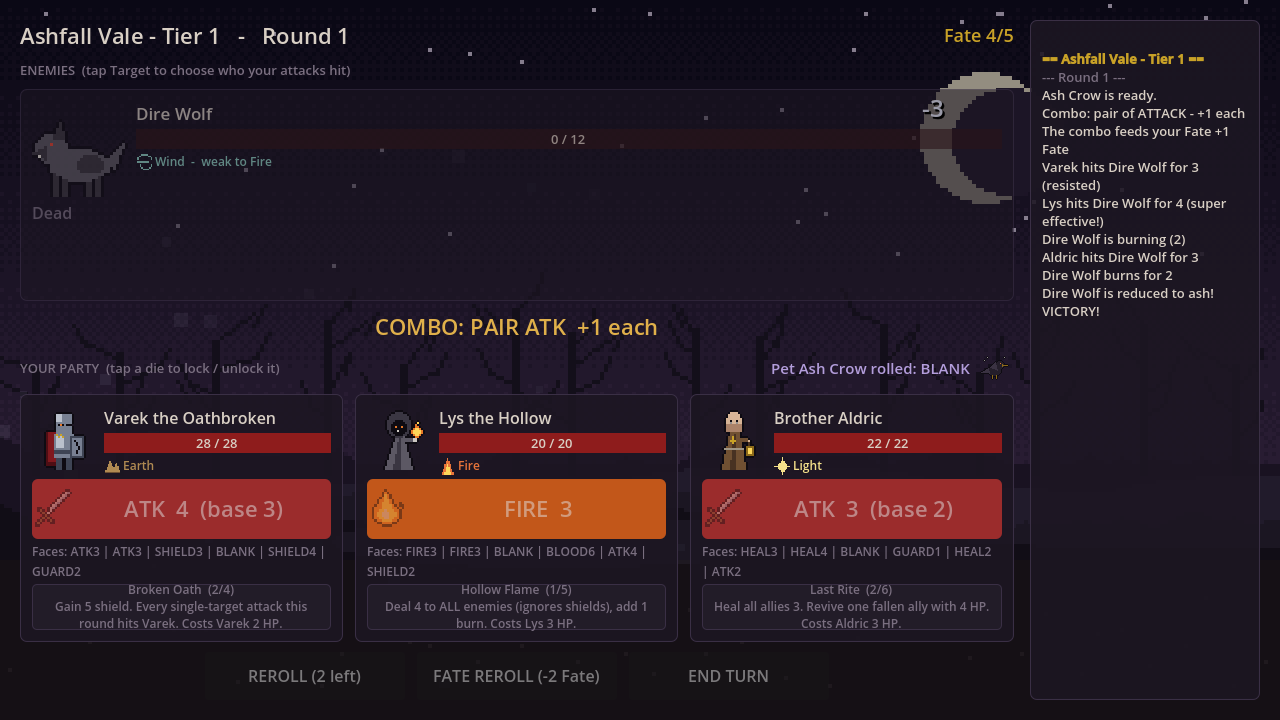 Ashfall Vale - Tier 1   -   Round 1
Fate 4/5
ENEMIES  (tap Target to choose who your attacks hit)
Dire Wolf
-3
0 / 12
Wind  -  weak to Fire
Dead
COMBO: PAIR ATK  +1 each
YOUR PARTY  (tap a die to lock / unlock it)
Pet Ash Crow rolled: BLANK
Varek the Oathbroken
28 / 28
Earth
ATK  4  (base 3)
Faces: ATK3 | ATK3 | SHIELD3 | BLANK | SHIELD4 |
GUARD2
Broken Oath  (2/4)
Gain 5 shield. Every single-target attack this
round hits Varek. Costs Varek 2 HP.
Lys the Hollow
20 / 20
Fire
FIRE  3
Faces: FIRE3 | FIRE3 | BLANK | BLOOD6 | ATK4 |
SHIELD2
Hollow Flame  (1/5)
Deal 4 to ALL enemies (ignores shields), add 1
burn. Costs Lys 3 HP.
Brother Aldric
22 / 22
Light
ATK  3  (base 2)
Faces: HEAL3 | HEAL4 | BLANK | GUARD1 | HEAL2
| ATK2
Last Rite  (2/6)
Heal all allies 3. Revive one fallen ally with 4 HP.
Costs Aldric 3 HP.
REROLL (2 left)
FATE REROLL (-2 Fate)
END TURN
== Ashfall Vale - Tier 1 ==
--- Round 1 ---
Ash Crow is ready.
Combo: pair of ATTACK - +1 each
The combo feeds your Fate +1
Fate
Varek hits Dire Wolf for 3
(resisted)
Lys hits Dire Wolf for 4 (super
effective!)
Dire Wolf is burning (2)
Aldric hits Dire Wolf for 3
Dire Wolf burns for 2
Dire Wolf is reduced to ash!
VICTORY!